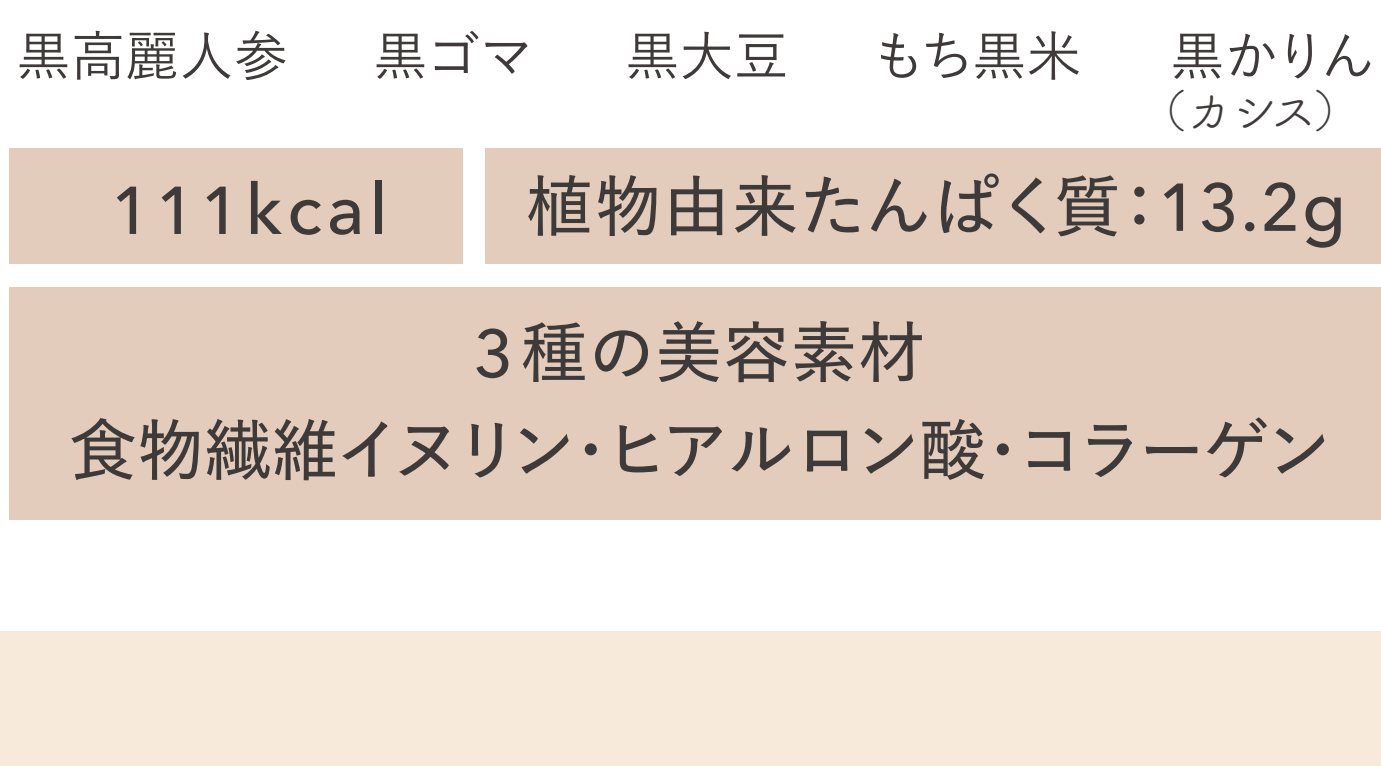 黒高麗人参 黒ゴマ 黒大豆 もち黒米 黒かりん
（カシス）
111kcal 植物由来たんぱく質：13.2g
3種の美容素材
食物繊維イヌリン・ヒアルロン酸・コラーゲン